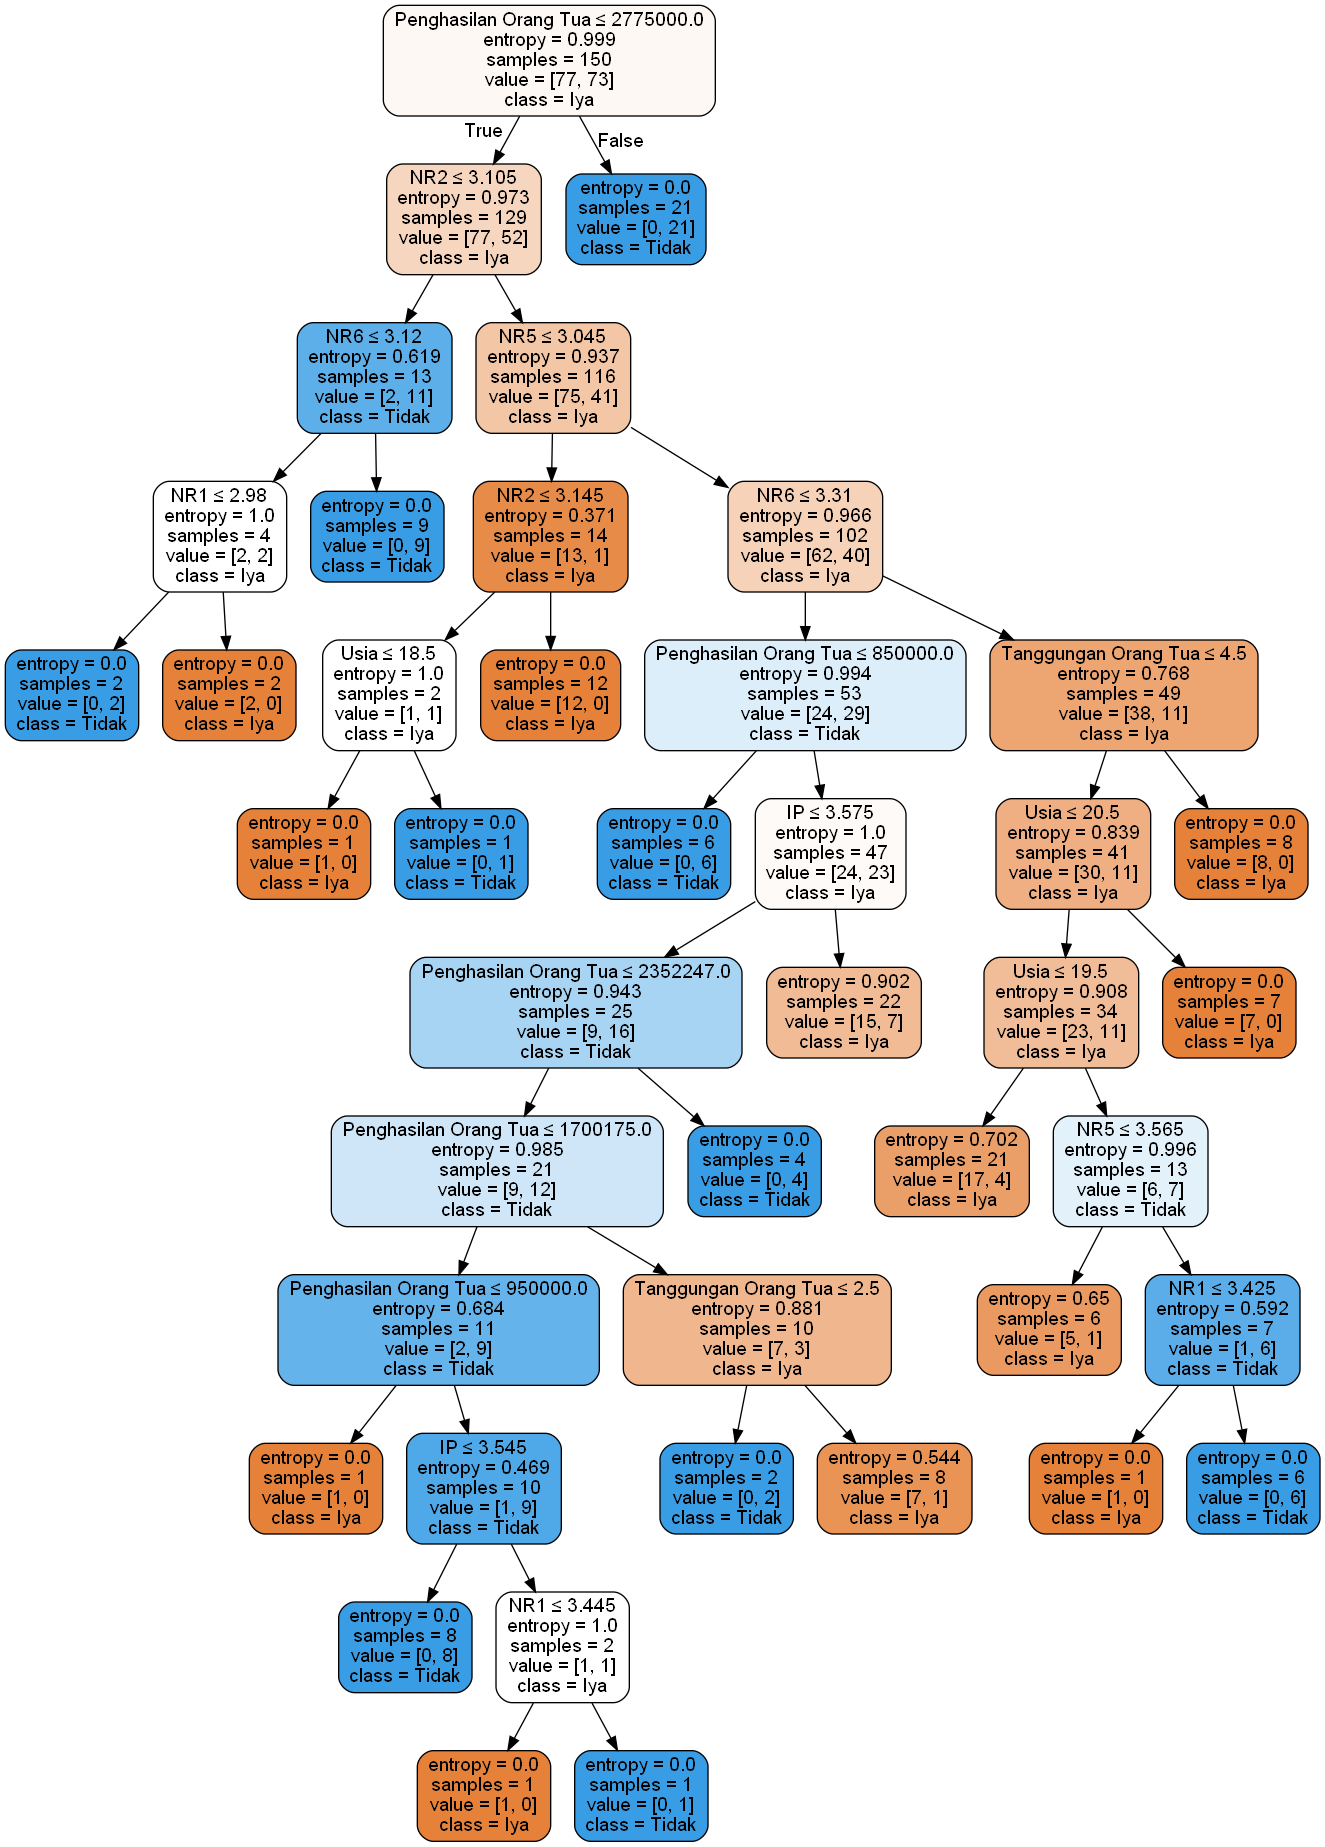 Penghasilan Orang Tua ≤ 2775000.0
entropy = 0.999
samples = 150
value = [77, 73]
class = Iya
True
False
NR2 ≤ 3.105
entropy = 0.973
samples = 129
value = [77, 52]
class = Iya
entropy = 0.0
samples = 21
value = [0, 21]
class = Tidak
NR6 ≤ 3.12
entropy = 0.619
samples = 13
value = [2, 11]
class = Tidak
NR5 ≤ 3.045
entropy = 0.937
samples = 116
value = [75, 41]
class = Iya
NR1 ≤ 2.98
entropy = 1.0
samples = 4
value = [2, 2]
class = Iya
entropy = 0.0
samples = 9
value = [0, 9]
class = Tidak
NR2 ≤ 3.145
entropy = 0.371
samples = 14
value = [13, 1]
class = Iya
NR6 ≤ 3.31
entropy = 0.966
samples = 102
value = [62, 40]
class = Iya
entropy = 0.0
samples = 2
value = [0, 2]
class = Tidak
entropy = 0.0
samples = 2
value = [2, 0]
class = Iya
Usia ≤ 18.5
entropy = 1.0
samples = 2
value = [1, 1]
class = Iya
entropy = 0.0
samples = 12
value = [12, 0]
class = Iya
Penghasilan Orang Tua ≤ 850000.0
entropy = 0.994
samples = 53
value = [24, 29]
class = Tidak
Tanggungan Orang Tua ≤ 4.5
entropy = 0.768
samples = 49
value = [38, 11]
class = Iya
entropy = 0.0
samples = 1
value = [1, 0]
class = Iya
entropy = 0.0
samples = 1
value = [0, 1]
class = Tidak
entropy = 0.0
samples = 6
value = [0, 6]
class = Tidak
IP ≤ 3.575
entropy = 1.0
samples = 47
value = [24, 23]
class = Iya
Usia ≤ 20.5
entropy = 0.839
samples = 41
value = [30, 11]
class = Iya
entropy = 0.0
samples = 8
value = [8, 0]
class = Iya
Penghasilan Orang Tua ≤ 2352247.0
entropy = 0.943
samples = 25
value = [9, 16]
class = Tidak
entropy = 0.902
samples = 22
value = [15, 7]
class = Iya
Usia ≤ 19.5
entropy = 0.908
samples = 34
value = [23, 11]
class = Iya
entropy = 0.0
samples = 7
value = [7, 0]
class = Iya
Penghasilan Orang Tua ≤ 1700175.0
entropy = 0.985
samples = 21
value = [9, 12]
class = Tidak
entropy = 0.0
samples = 4
value = [0, 4]
class = Tidak
entropy = 0.702
samples = 21
value = [17, 4]
class = Iya
NR5 ≤ 3.565
entropy = 0.996
samples = 13
value = [6, 7]
class = Tidak
Penghasilan Orang Tua ≤ 950000.0
entropy = 0.684
samples = 11
value = [2, 9]
class = Tidak
Tanggungan Orang Tua ≤ 2.5
entropy = 0.881
samples = 10
value = [7, 3]
class = Iya
entropy = 0.65
samples = 6
value = [5, 1]
class = Iya
NR1 ≤ 3.425
entropy = 0.592
samples = 7
value = [1, 6]
class = Tidak
entropy = 0.0
samples = 1
value = [1, 0]
class = Iya
IP ≤ 3.545
entropy = 0.469
samples = 10
value = [1, 9]
class = Tidak
entropy = 0.0
samples = 2
value = [0, 2]
class = Tidak
entropy = 0.544
samples = 8
value = [7, 1]
class = Iya
entropy = 0.0
samples = 1
value = [1, 0]
class = Iya
entropy = 0.0
samples = 6
value = [0, 6]
class = Tidak
entropy = 0.0
samples = 8
value = [0, 8]
class = Tidak
NR1 ≤ 3.445
entropy = 1.0
samples = 2
value = [1, 1]
class = Iya
entropy = 0.0
samples = 1
value = [1, 0]
class = Iya
entropy = 0.0
samples = 1
value = [0, 1]
class = Tidak